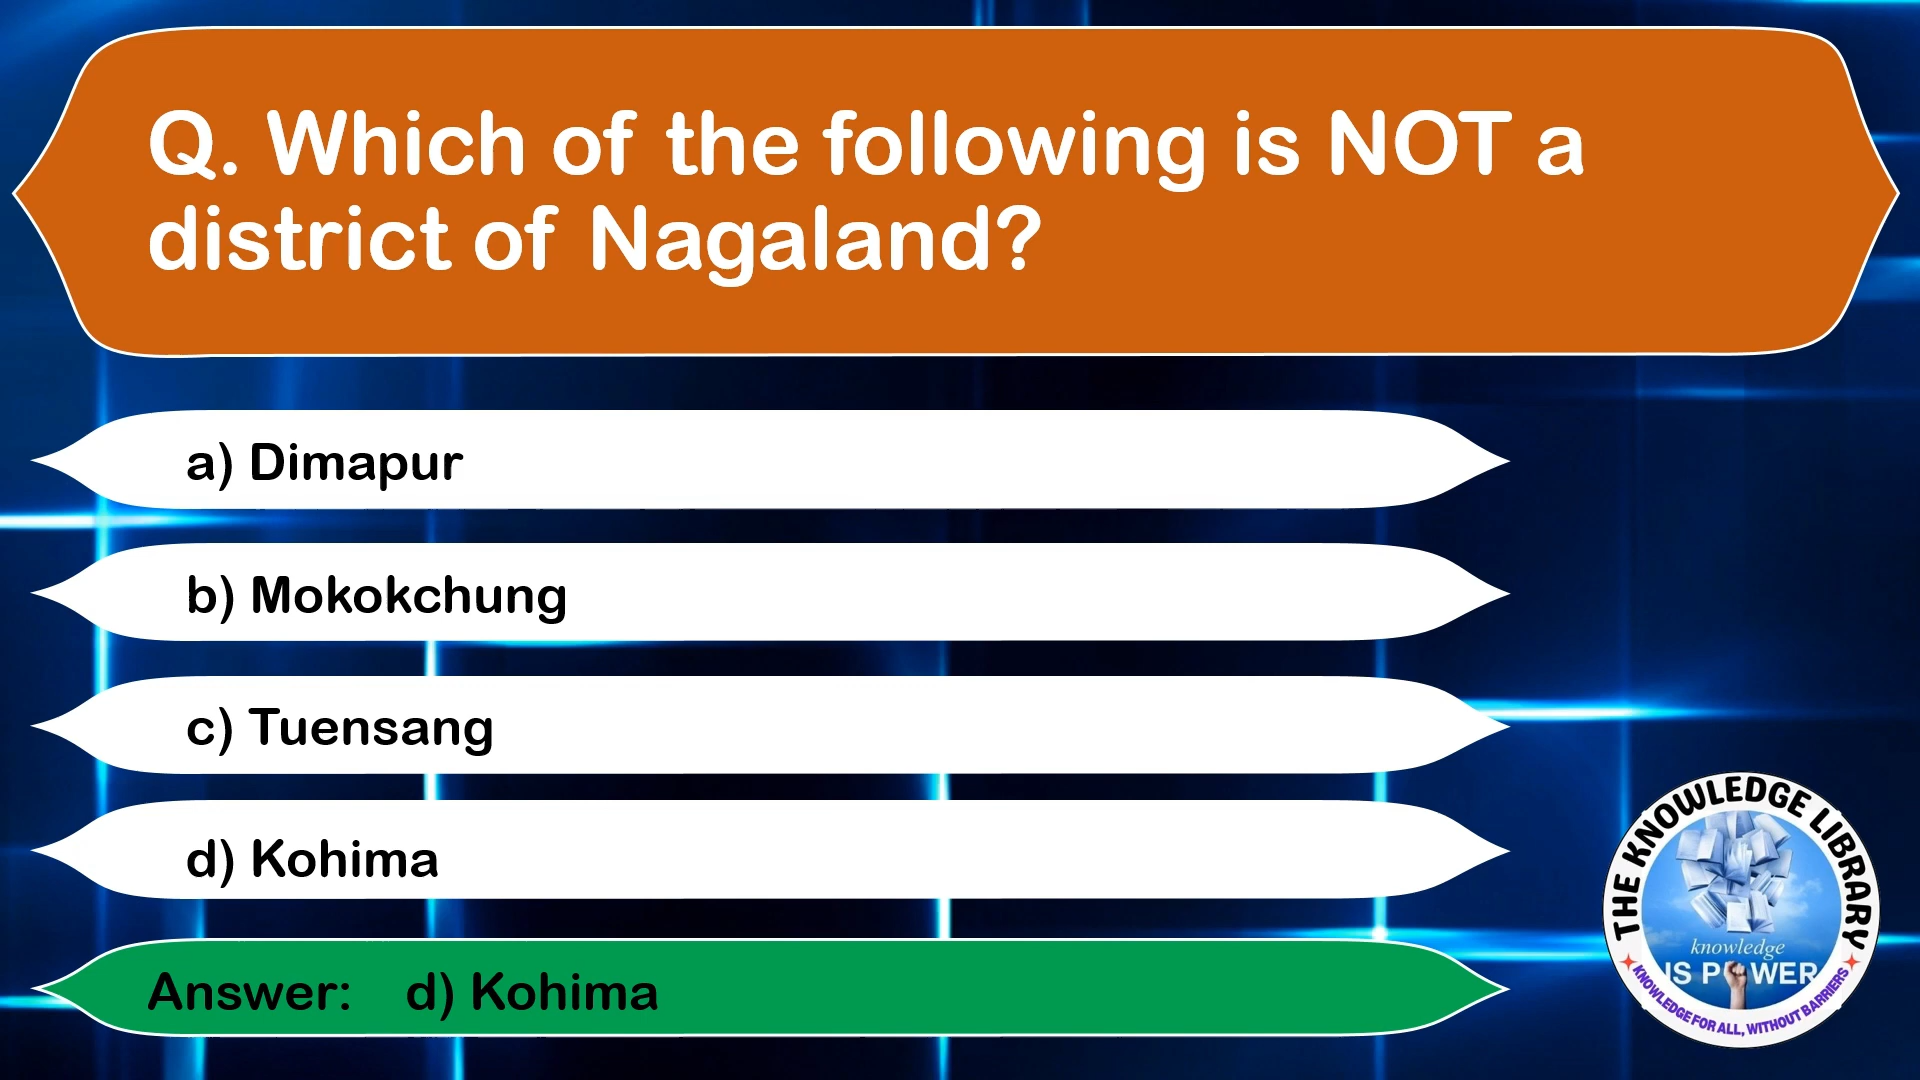 Q. Which of the following is NOT a
district of Nagaland?
a) Dimapur
b) Mokokchung
c) Tuensang
d) Kohima
Answer: d) Kohima
THE KNOWLEDGE LIBRARY
knowledge
IS POWER
KNOWLEDGE FOR ALL, WITHOUT BARRIERS